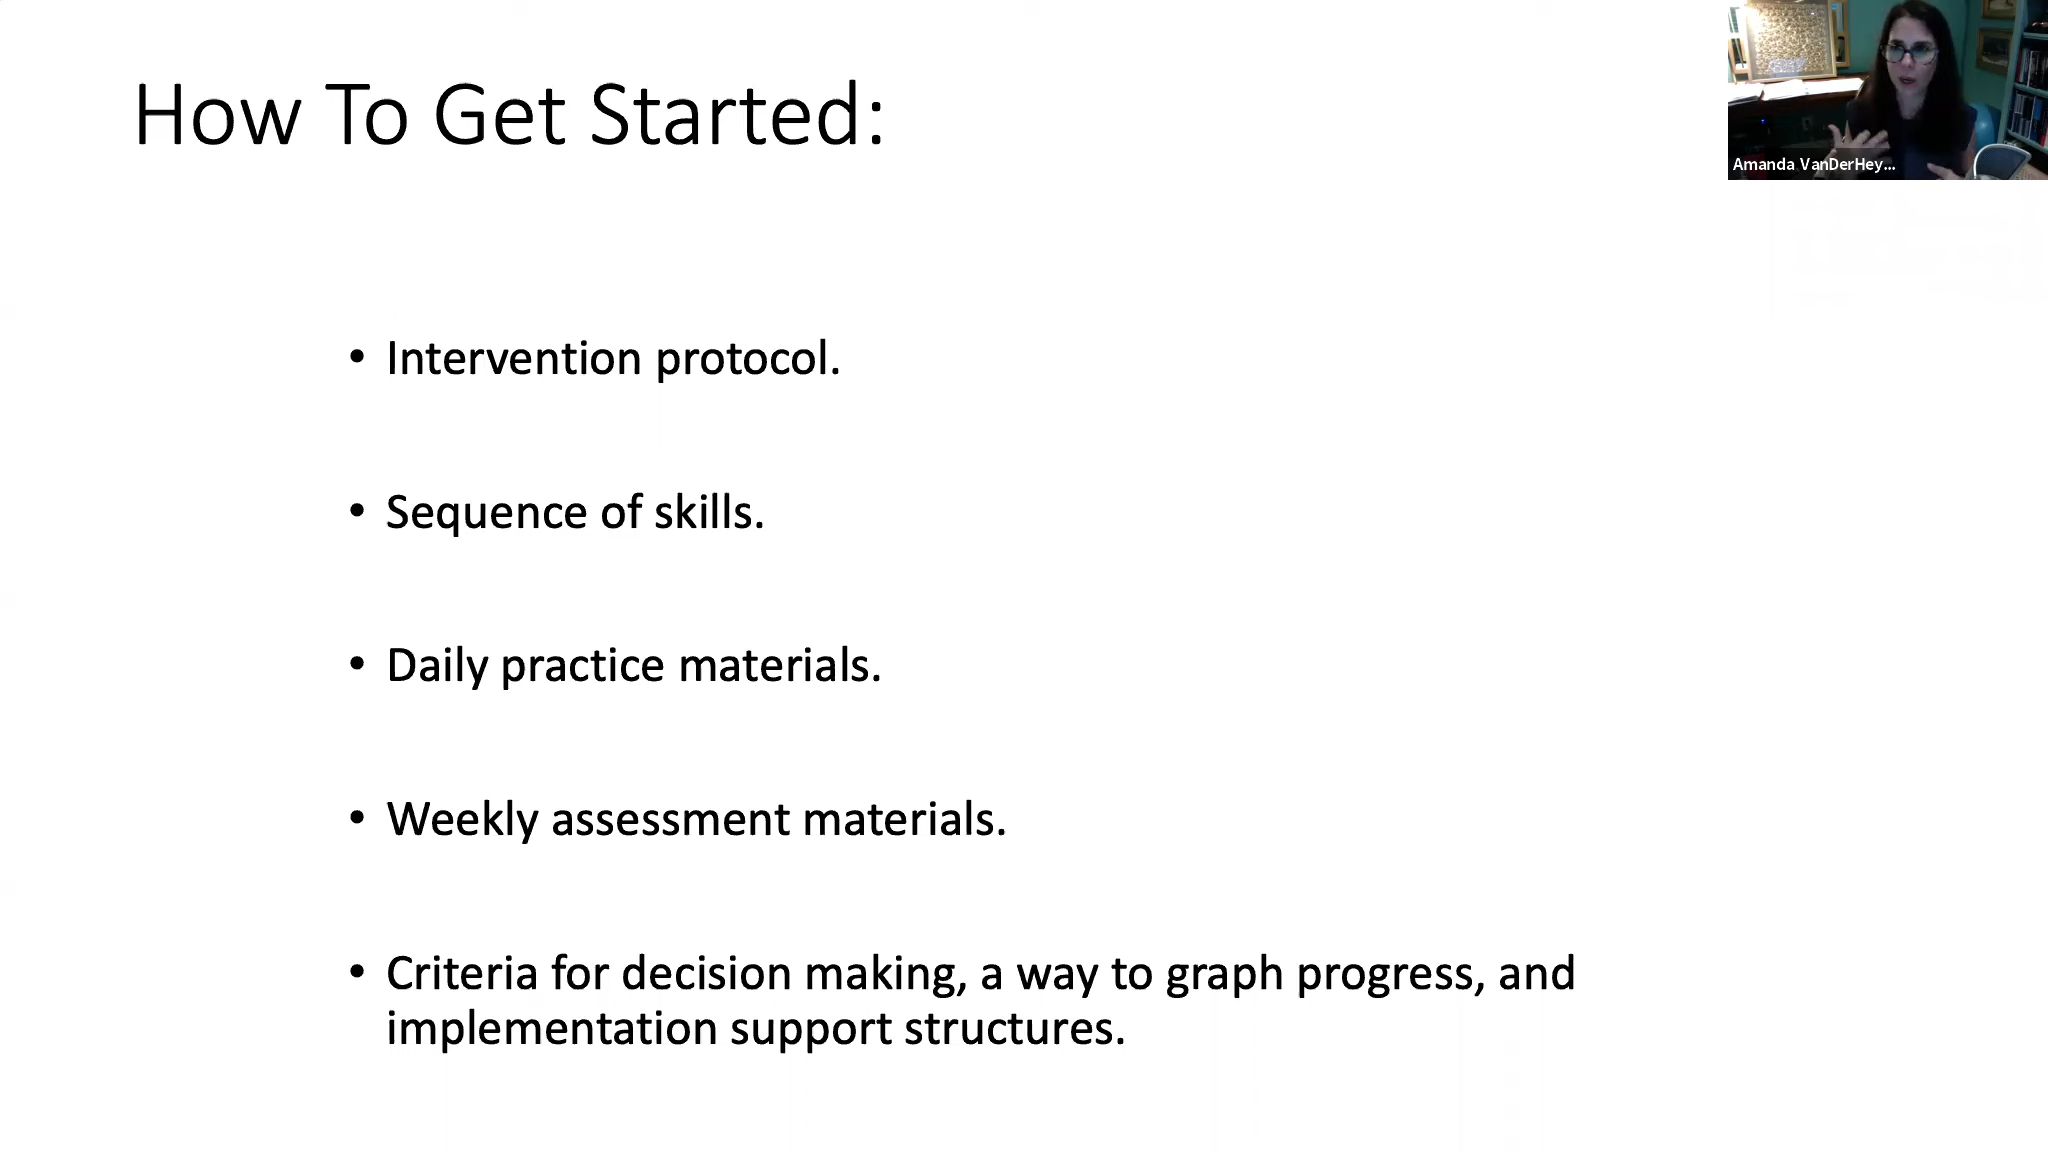 How To Get Started:
Amanda VanDerHey...
• Intervention protocol.
• Sequence of skills.
• Daily practice materials.
• Weekly assessment materials.
• Criteria for decision making, a way to graph progress, and
implementation support structures.